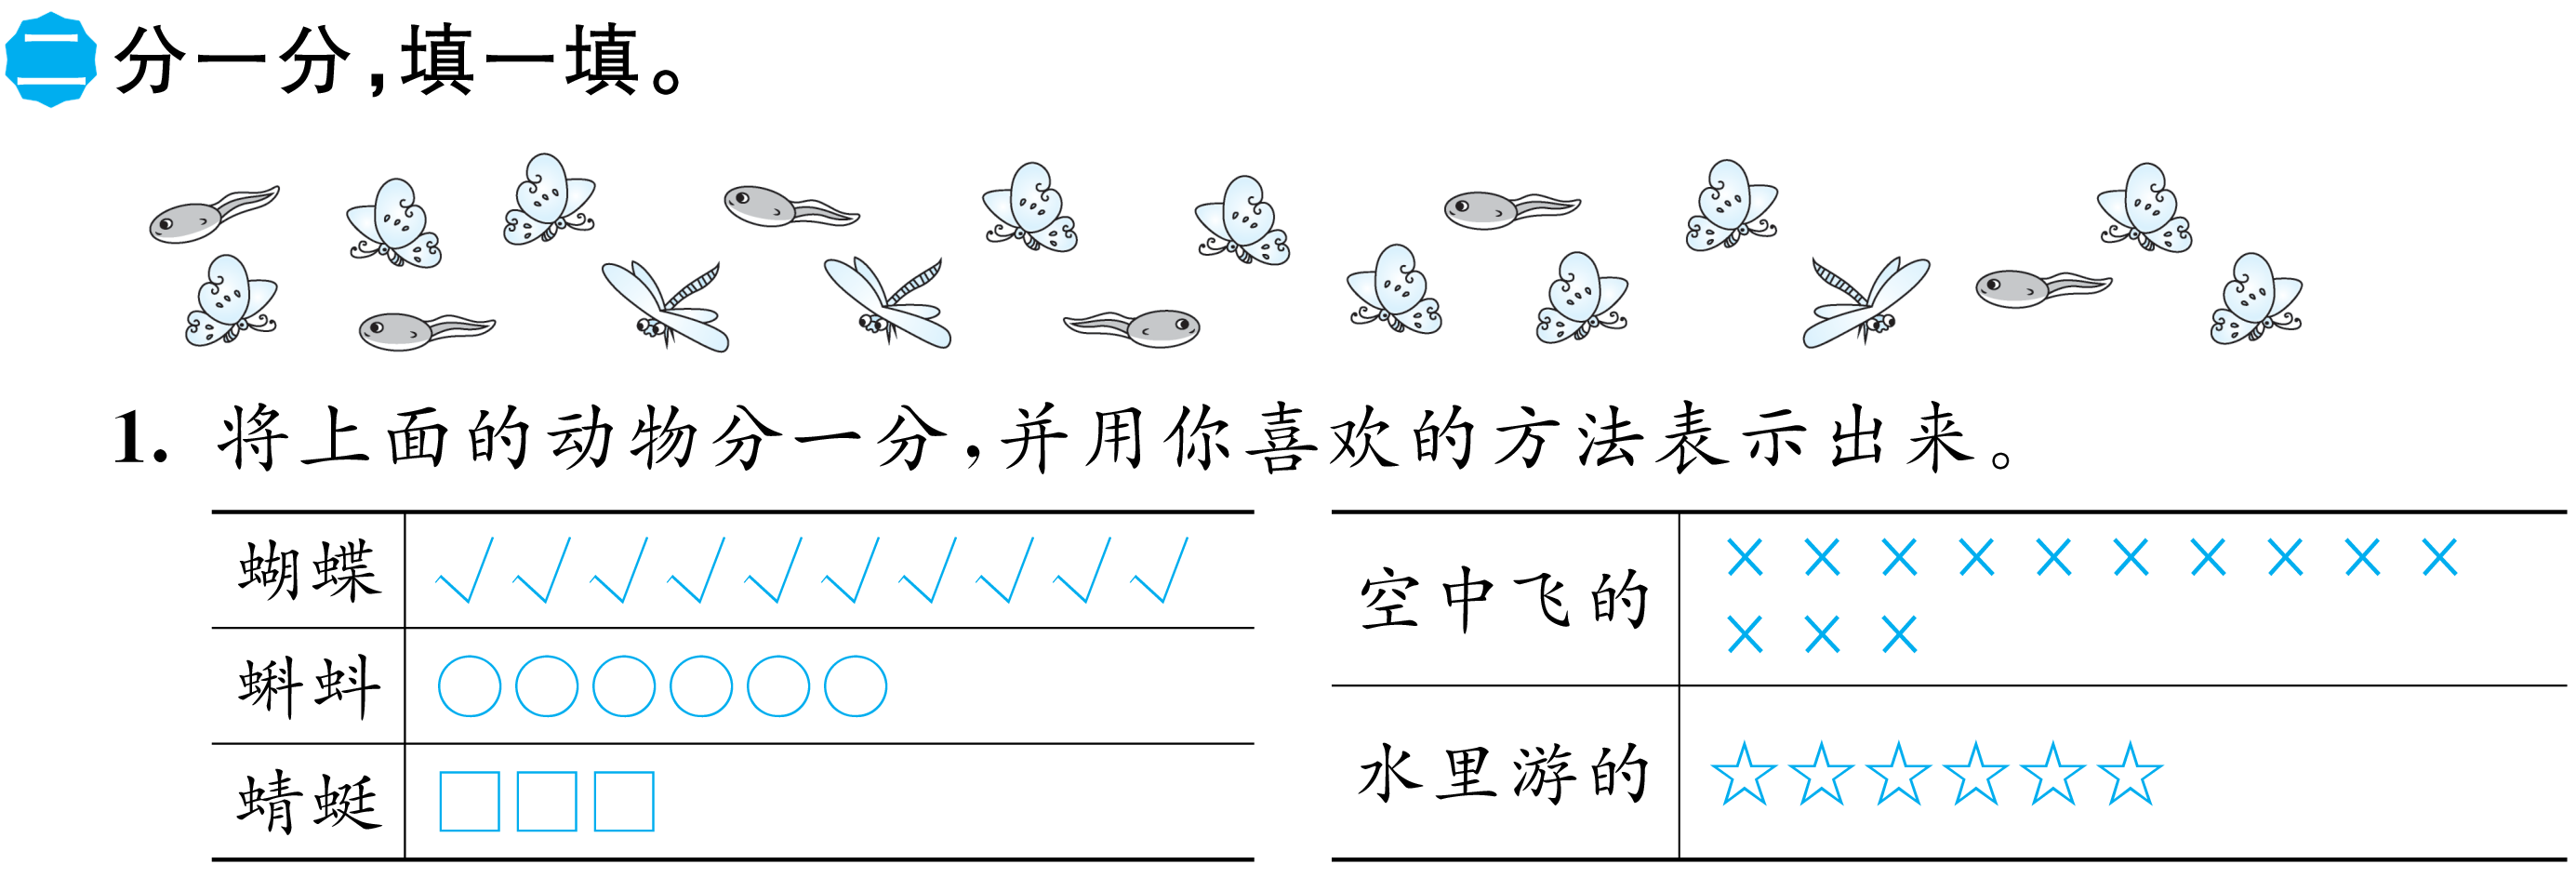 二 分一分,填一填。
1. 将上面的动物分一分,并用你喜欢的方法表示出来。
蝴蝶 √ √ √ √ √ √ √ √ √ √
蝌蚪 ○○○○○○
蜻蜓 □□□
空中飞的 × × × × × × × × × ×
× × ×
水里游的 ☆☆☆☆☆☆